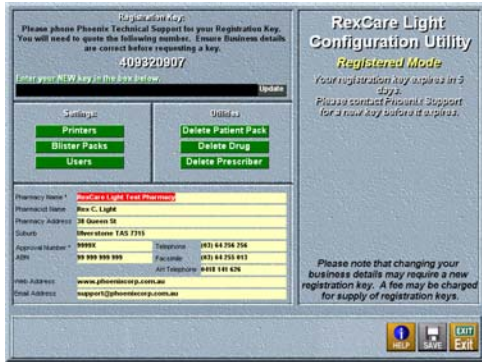 Registration Key:
Please phone Phoenix Technical Support for your Registration Key.
You will need to quote the following number. Ensure Business details
are correct before requesting a key.
409320907
Enter your NEW key in the box below.
Update
Settings:
Printers
Blister Packs
Users
Utilities
Delete Patient Pack
Delete Drug
Delete Prescriber
Pharmacy Name * RexCare Light Test Pharmacy
Pharmacist Name Rex C. Light
Pharmacy Address 38 Queen St
Suburb Ulverstone TAS 7315
Approval Number * 9999X Telephone (03) 64 256 256
ABN 99 999 999 999 Facsimile (03) 64 255 013
AH Telephone 0418 141 626
Web Address www.phoenixcorp.com.au
Email Address support@phoenixcorp.com.au
RexCare Light
Configuration Utility
Registered Mode
Your registration key expires in 5
days.
Please contact Phoenix Support
for a new key before it expires.
Please note that changing your
business details may require a new
registration key. A fee may be charged
for supply of registration keys.
HELP
SAVE
EXIT
Exit